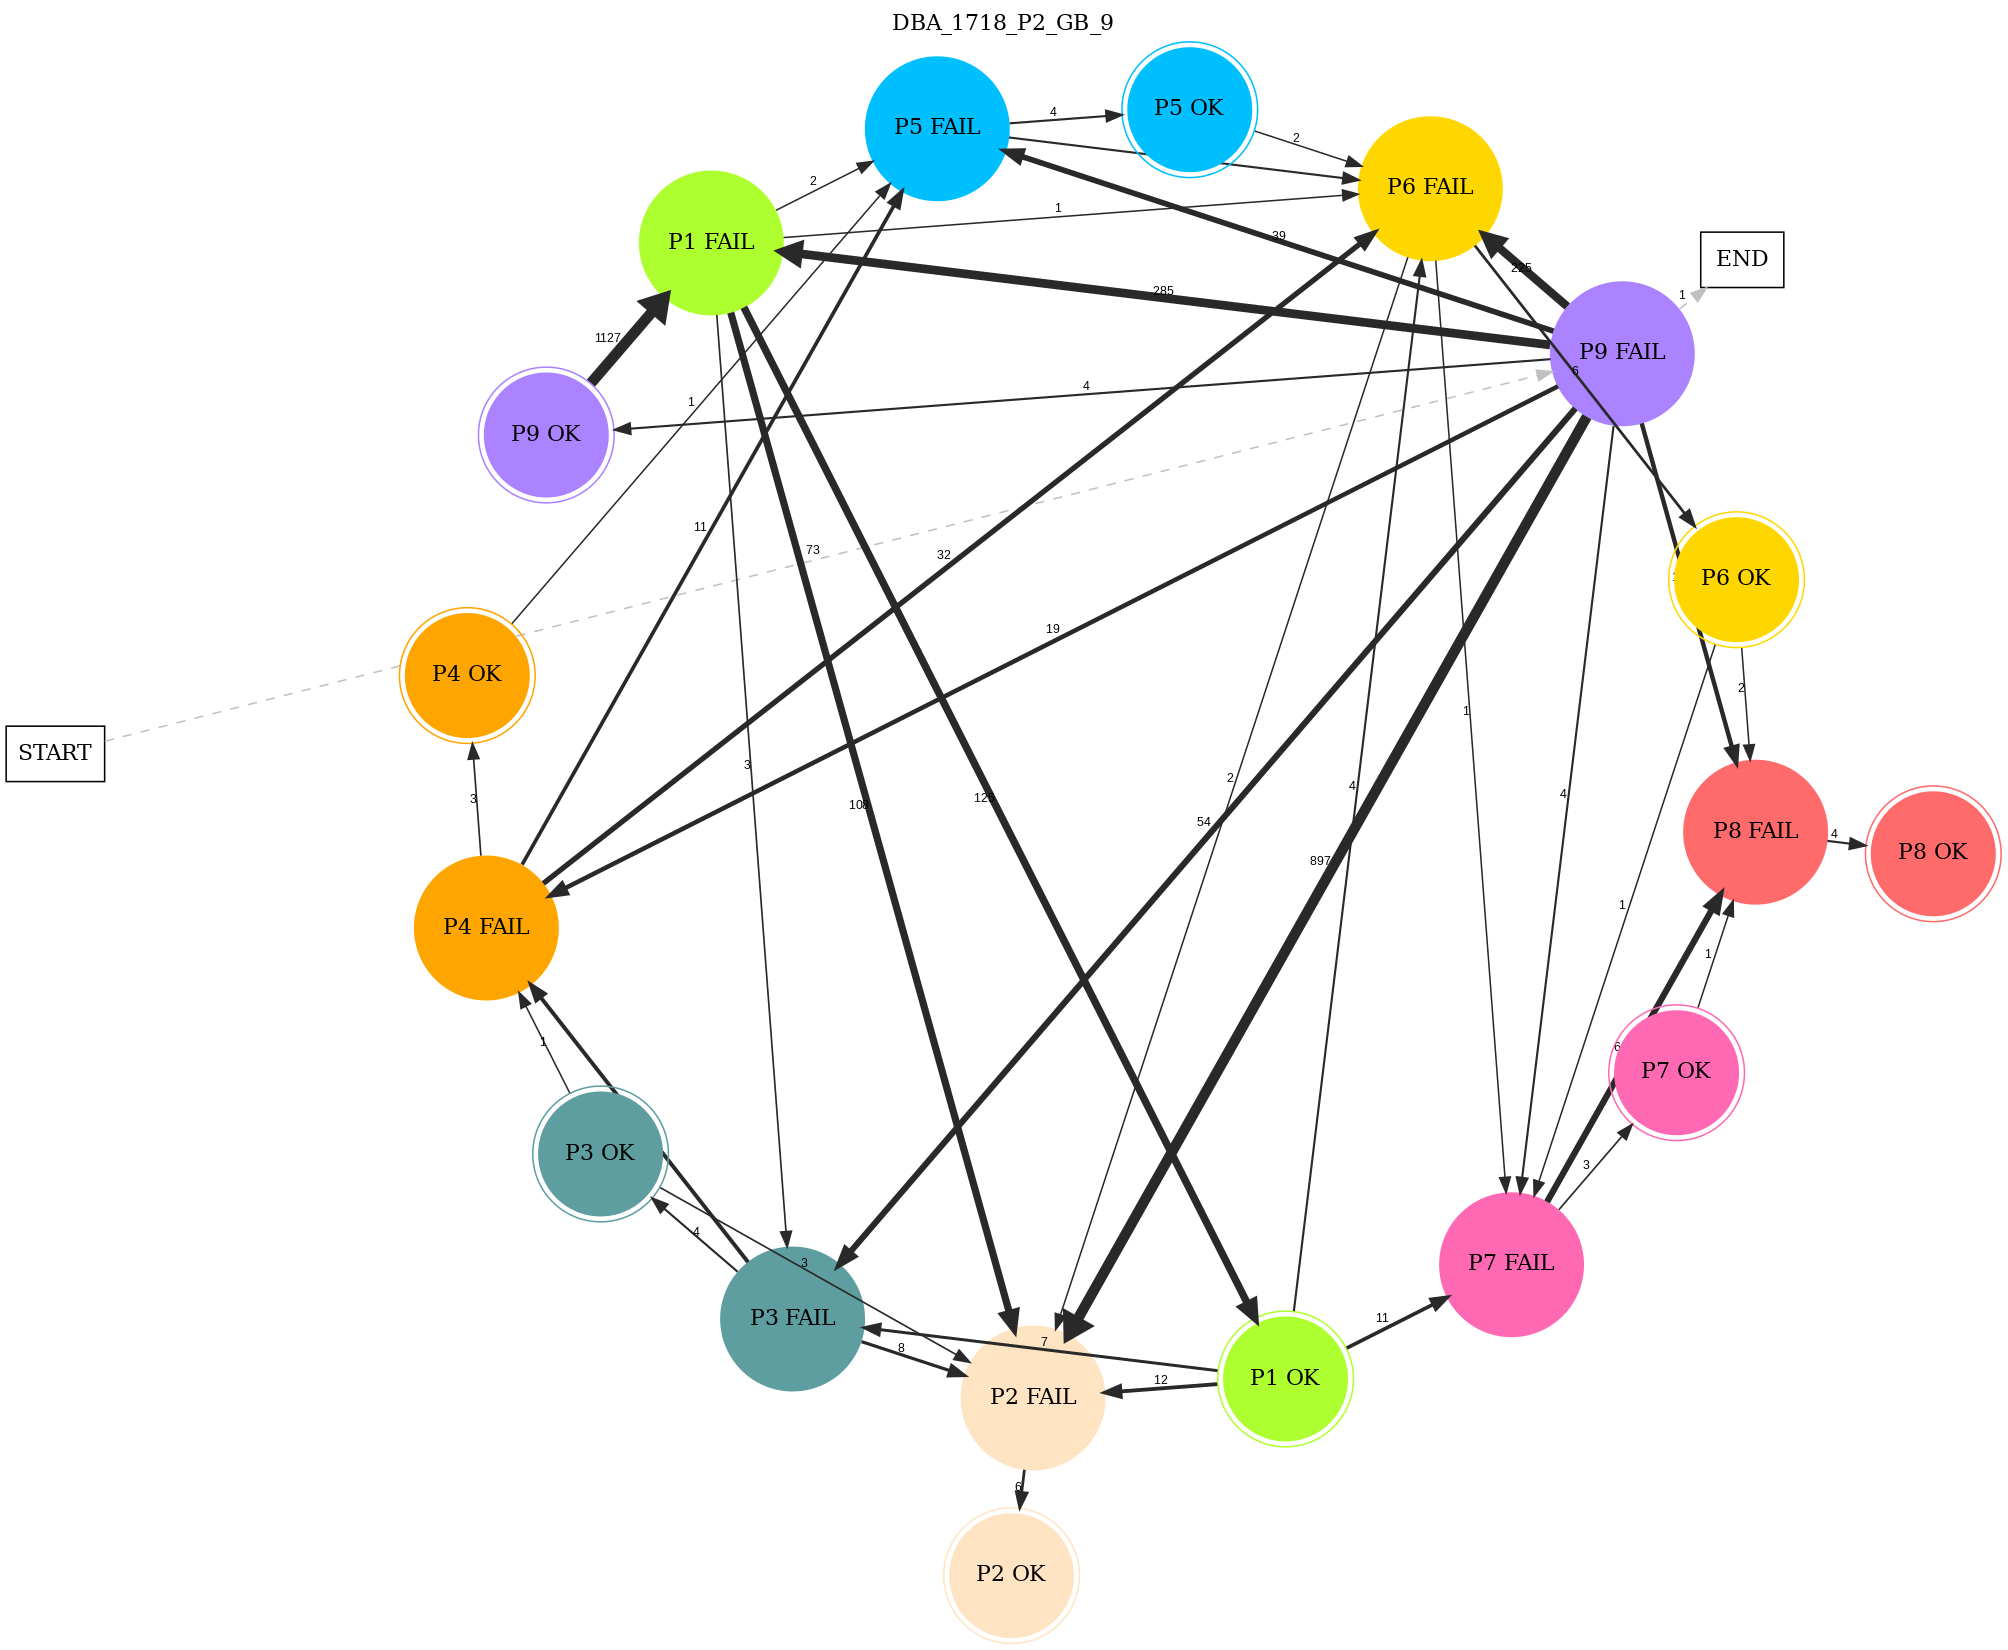 DBA_1718_P2_GB_9
P5 OK
P5 FAIL
4
2
P6 FAIL
2
1
P1 FAIL
39
END
225
285
1
1127
P9 FAIL
6
4
1
P9 OK
11
73
32
P6 OK
19
P4 OK
2
1
START
3
2
4
4
3
125
108
54
P8 FAIL
4
P8 OK
897
1
P4 FAIL
1
1
P7 OK
P3 OK
3
4
3
P7 FAIL
P3 FAIL
11
7
8
12
P1 OK
P2 FAIL
6
P2 OK